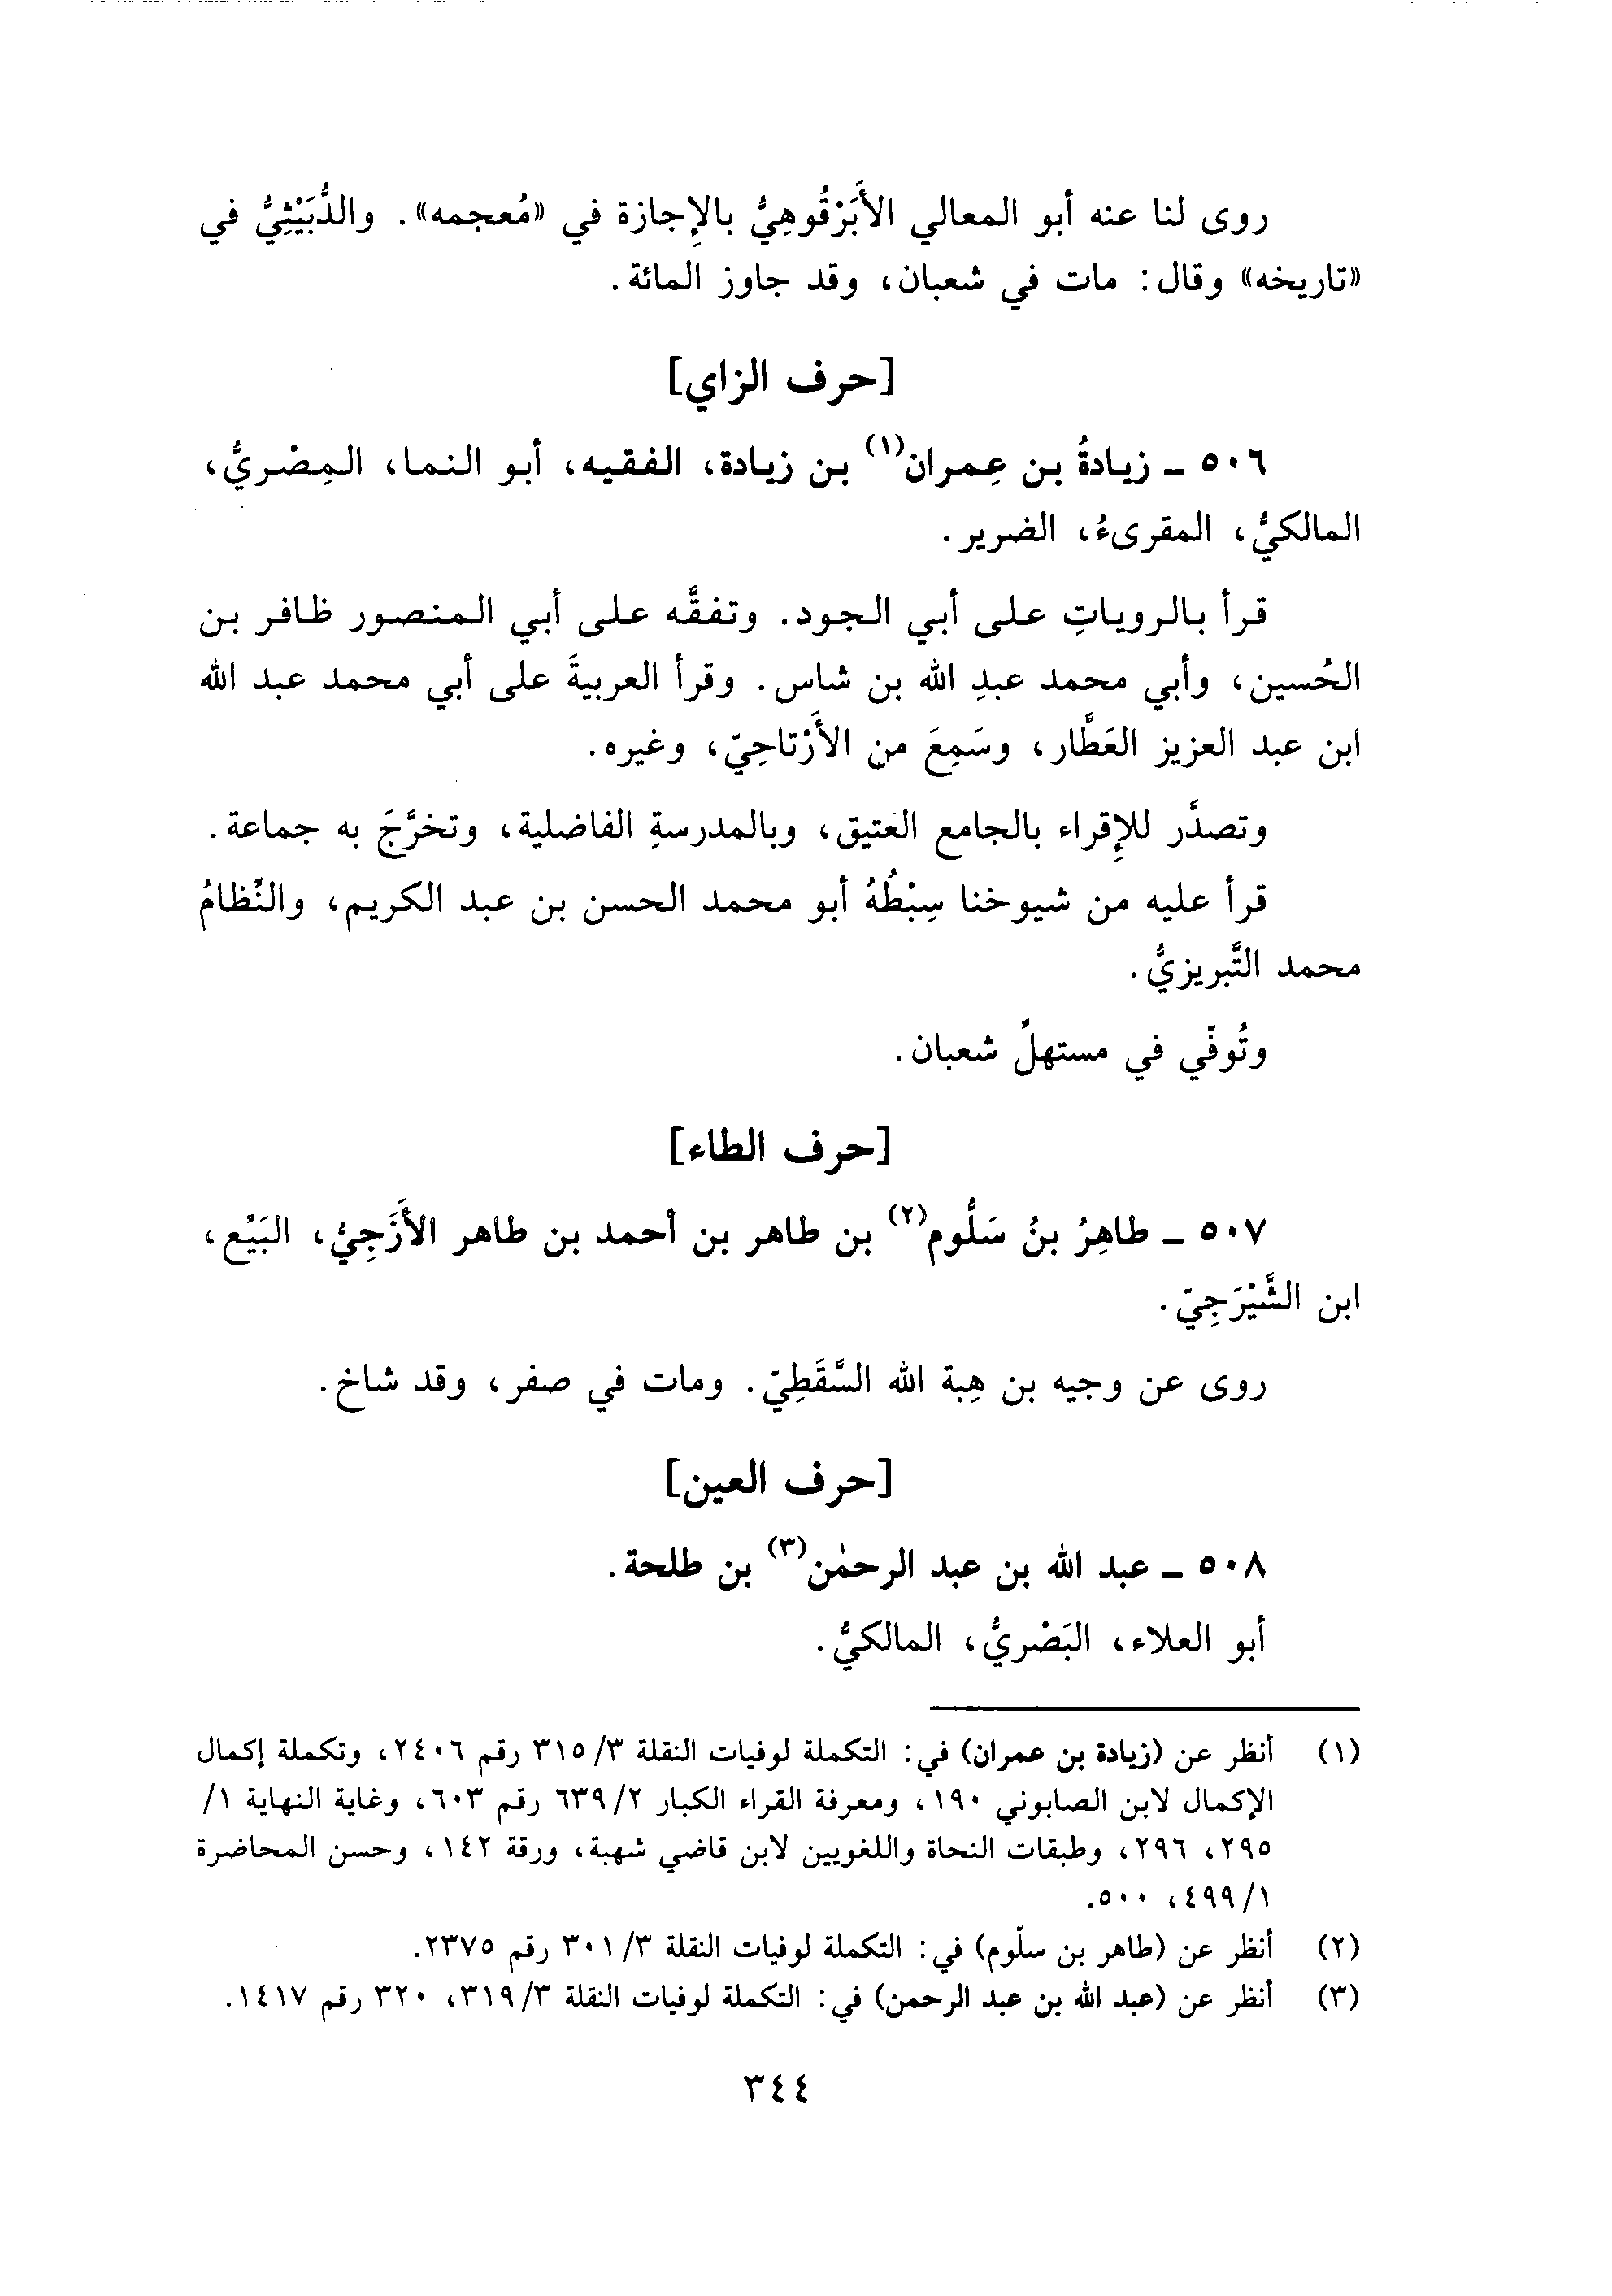 روى لنا عنه أبو المعالي الأَبَرْقُوهِيُّ بالإِجازة في «مُعجمه». والدُّبَيْثِيُّ في
«تاريخه» وقال: مات في شعبان، وقد جاوز المائة.
[حرف الزاي]
٥٠٦ ـ زيادةُ بن عِمران(١) بن زيادة، الفقيه، أبو النما، المِصْريُّ،
المالكيُّ، المقرىءُ، الضرير.
قرأ بالروياتِ على أبي الجود. وتفقَّه على أبي المنصور ظافر بن
الحُسين، وأبي محمد عبدِ الله بن شاس. وقرأ العربيةَ على أبي محمد عبد الله
ابن عبد العزيز العَطَّار، وسَمِعَ من الأَرْتاحِيّ، وغيره.
وتصدَّر للإِقراء بالجامع العتيق، وبالمدرسةِ الفاضلية، وتخرَّجَ به جماعة.
قرأ عليه من شيوخنا سِبْطُهُ أبو محمد الحسن بن عبد الكريم، والنِّظامُ
محمد التَّبريزيُّ.
وتُوفّي في مستهلّ شعبان.
[حرف الطاء]
٥٠٧ ـ طاهِرُ بنُ سَلُّوم(٢) بن طاهر بن أحمد بن طاهر الأَزَجِيُّ، البَيِّع،
ابن الشَّيْرَجِيّ.
روى عن وجيه بن هِبة الله السَّقَطِيّ. ومات في صفر، وقد شاخ.
[حرف العين]
٥٠٨ ـ عبد الله بن عبد الرحمٰن(٣) بن طلحة.
أبو العلاء، البَصْريُّ، المالكيُّ.
(١) أنظر عن (زيادة بن عمران) في: التكملة لوفيات النقلة ٣/ ٣١٥ رقم ٢٤٠٦، وتكملة إكمال
الإكمال لابن الصابوني ١٩٠، ومعرفة القراء الكبار ٢/ ٦٣٩ رقم ٦٠٣، وغاية النهاية ١/
٢٩٥، ٢٩٦، وطبقات النحاة واللغويين لابن قاضي شهبة، ورقة ١٤٢، وحسن المحاضرة
١/ ٤٩٩، ٥٠٠.
(٢) أنظر عن (طاهر بن سلّوم) في: التكملة لوفيات النقلة ٣/ ٣٠١ رقم ٢٣٧٥.
(٣) أنظر عن (عبد الله بن عبد الرحمن) في: التكملة لوفيات النقلة ٣/ ٣١٩، ٣٢٠ رقم ١٤١٧.
٣٤٤